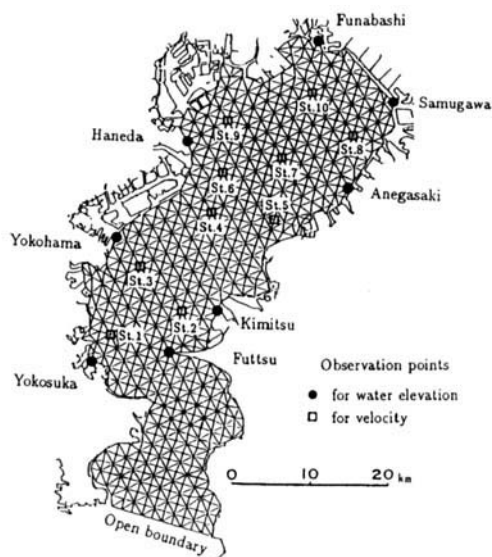 Funabashi
St.10
Samugawa
St.9
Haneda
St.8
St.7
St.6
Anegasaki
St.5
St.4
Yokohama
St.3
St.2
Kimitsu
St.1
Futtsu
Yokosuka
Observation points
● for water elevation
for velocity
0 10 20 km
Open boundary